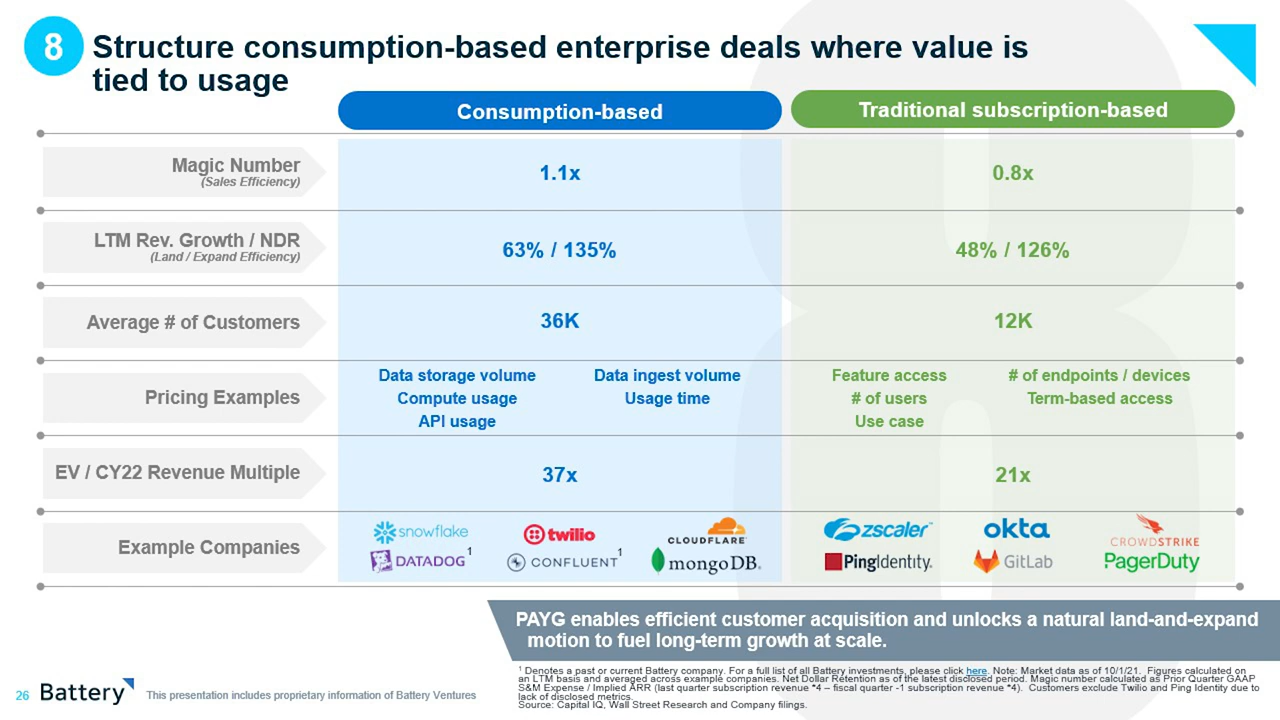 8
Structure consumption-based enterprise deals where value is
tied to usage
Consumption-based
Traditional subscription-based
Magic Number
(Sales Efficiency)
1.1x
0.8x
LTM Rev. Growth / NDR
(Land / Expand Efficiency)
63% / 135%
48% / 126%
Average # of Customers
36K
12K
Pricing Examples
Data storage volume
Compute usage
API usage
Data ingest volume
Usage time
Feature access
# of users
Use case
# of endpoints / devices
Term-based access
EV / CY22 Revenue Multiple
37x
21x
Example Companies
snowflake
twilio
CLOUDFLARE
DATADOG 1
CONFLUENT 1
mongoDB.
zscaler™
okta
CROWDSTRIKE
PingIdentity.
GitLab
PagerDuty
PAYG enables efficient customer acquisition and unlocks a natural land-and-expand
motion to fuel long-term growth at scale.
1 Denotes a past or current Battery company. For a full list of all Battery investments, please click here. Note: Market data as of 10/1/21. Figures calculated on
an LTM basis and averaged across example companies. Net Dollar Retention as of the latest disclosed period. Magic number calculated as Prior Quarter GAAP
S&M Expense / Implied ARR (last quarter subscription revenue *4 – fiscal quarter -1 subscription revenue *4). Customers exclude Twilio and Ping Identity due to
lack of disclosed metrics.
Source: Capital IQ, Wall Street Research and Company filings.
26
Battery
This presentation includes proprietary information of Battery Ventures